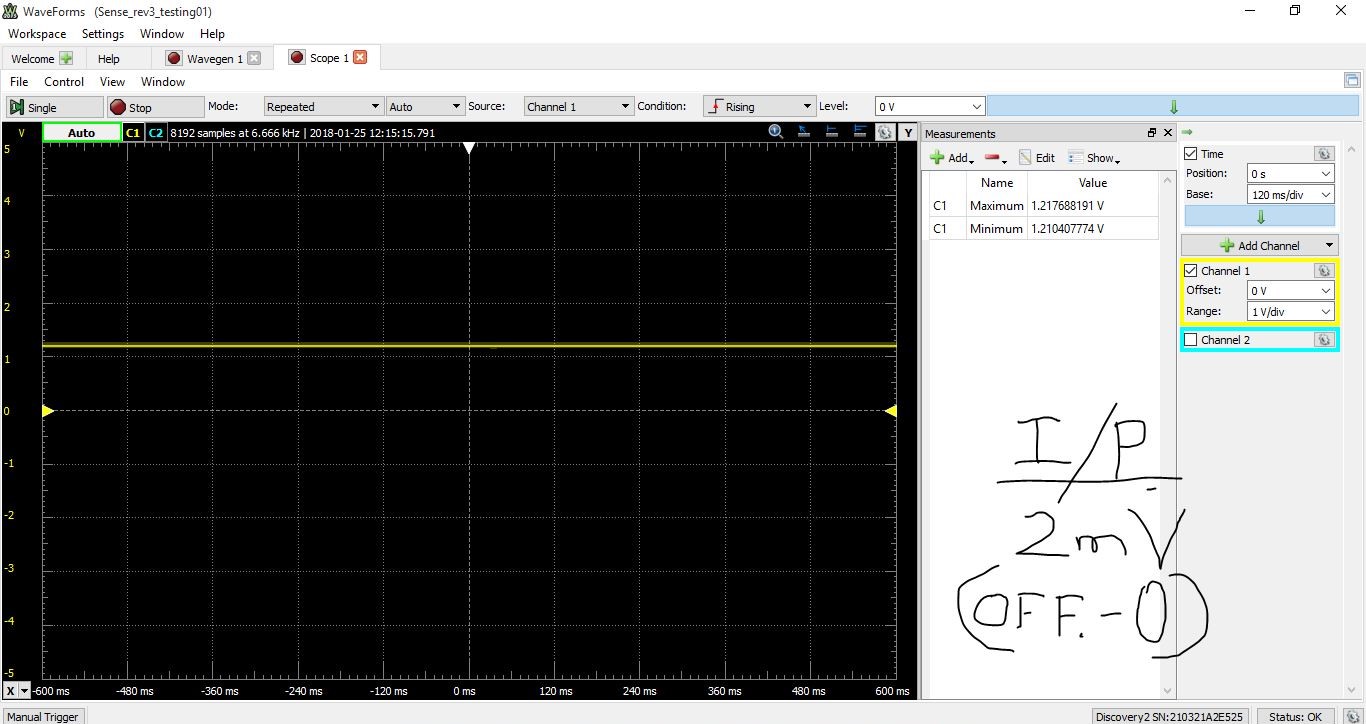 WaveForms (Sense_rev3_testing01)
Workspace Settings Window Help
Welcome Help Wavegen 1 Scope 1
File Control View Window
Single Stop Mode: Repeated Auto Source: Channel 1 Condition: Rising Level: 0 V
V Auto C1 C2 8192 samples at 6.666 kHz | 2018-01-25 12:15:15.791 Y
5
4
3
2
1
0
-1
-2
-3
-4
-5
X -600 ms -480 ms -360 ms -240 ms -120 ms 0 ms 120 ms 240 ms 360 ms 480 ms 600 ms
Measurements
Add Edit Show
Name Value
C1 Maximum 1.217688191 V
C1 Minimum 1.210407774 V
I/P
2mV
(OFF.-0)
Time
Position: 0 s
Base: 120 ms/div
Add Channel
Channel 1
Offset: 0 V
Range: 1 V/div
Channel 2
Manual Trigger Discovery2 SN:210321A2E525 Status: OK